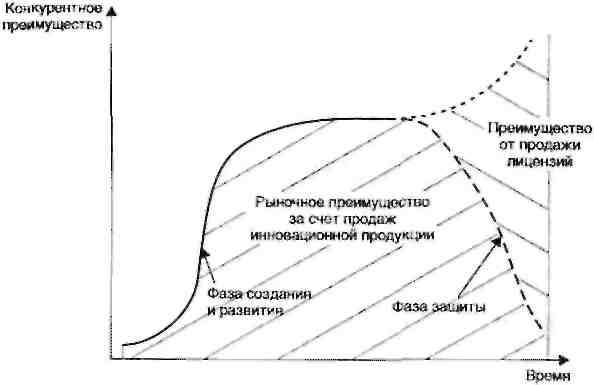 Конкурентное
преимущество
Преимущество
от продажи
лицензий
Рыночное преимущество
за счет продаж
инновационной продукции
Фаза создания
и развития
Фаза защиты
Время